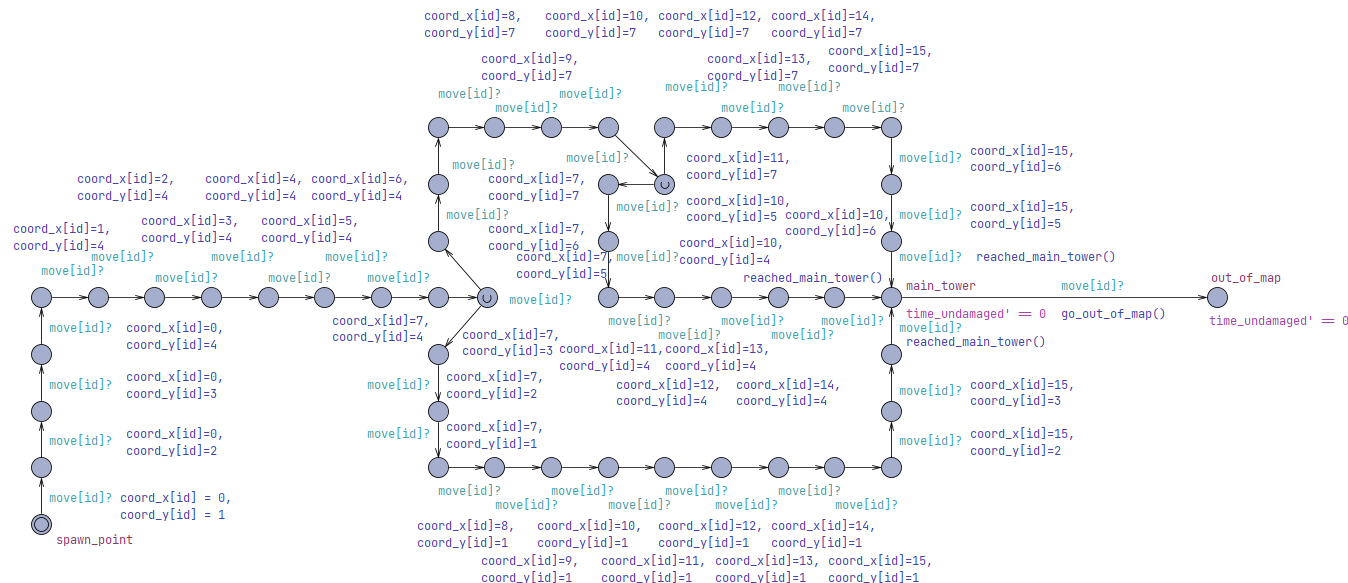 coord_x[id]=8,
coord_y[id]=7
coord_x[id]=10,
coord_y[id]=7
coord_x[id]=12,
coord_y[id]=7
coord_x[id]=14,
coord_y[id]=7
coord_x[id]=9,
coord_y[id]=7
coord_x[id]=13,
coord_y[id]=7
coord_x[id]=15,
coord_y[id]=7
move[id]?
move[id]?
move[id]?
move[id]?
move[id]?
move[id]?
move[id]?
move[id]?
coord_x[id]=11,
coord_y[id]=7
move[id]?
coord_x[id]=15,
coord_y[id]=6
move[id]?
coord_x[id]=7,
coord_y[id]=7
coord_x[id]=2,
coord_y[id]=4
coord_x[id]=4,
coord_y[id]=4
coord_x[id]=6,
coord_y[id]=4
move[id]?
coord_x[id]=7,
coord_y[id]=6
move[id]?
coord_x[id]=10,
coord_y[id]=5
coord_x[id]=10,
coord_y[id]=6
move[id]?
coord_x[id]=15,
coord_y[id]=5
coord_x[id]=1,
coord_y[id]=4
coord_x[id]=3,
coord_y[id]=4
coord_x[id]=5,
coord_y[id]=4
coord_x[id]=7,
coord_y[id]=5
move[id]?
coord_x[id]=10,
coord_y[id]=4
move[id]?
reached_main_tower()
move[id]?
move[id]?
move[id]?
move[id]?
move[id]?
move[id]?
move[id]?
move[id]?
reached_main_tower()
main_tower
move[id]?
out_of_map
time_undamaged' == 0
go_out_of_map()
time_undamaged' == 0
move[id]?
coord_x[id]=0,
coord_y[id]=4
coord_x[id]=7,
coord_y[id]=4
coord_x[id]=7,
coord_y[id]=3
move[id]?
move[id]?
move[id]?
move[id]?
move[id]?
move[id]?
reached_main_tower()
coord_x[id]=11,
coord_y[id]=4
coord_x[id]=13,
coord_y[id]=4
coord_x[id]=12,
coord_y[id]=4
coord_x[id]=14,
coord_y[id]=4
move[id]?
coord_x[id]=0,
coord_y[id]=3
move[id]?
coord_x[id]=7,
coord_y[id]=2
move[id]?
coord_x[id]=15,
coord_y[id]=3
move[id]?
coord_x[id]=0,
coord_y[id]=2
move[id]?
coord_x[id]=7,
coord_y[id]=1
move[id]?
coord_x[id]=15,
coord_y[id]=2
move[id]?
coord_x[id] = 0,
coord_y[id] = 1
spawn_point
move[id]?
move[id]?
move[id]?
move[id]?
move[id]?
move[id]?
move[id]?
move[id]?
coord_x[id]=8,
coord_y[id]=1
coord_x[id]=10,
coord_y[id]=1
coord_x[id]=12,
coord_y[id]=1
coord_x[id]=14,
coord_y[id]=1
coord_x[id]=9,
coord_y[id]=1
coord_x[id]=11,
coord_y[id]=1
coord_x[id]=13,
coord_y[id]=1
coord_x[id]=15,
coord_y[id]=1